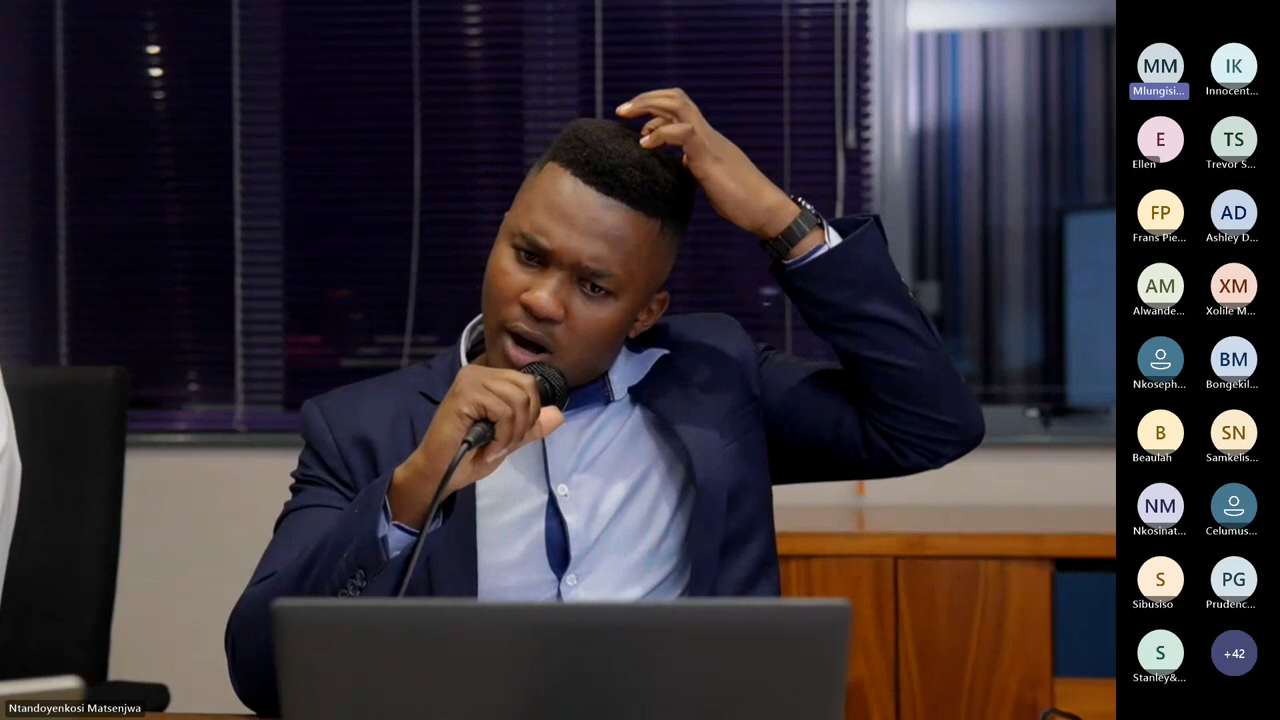 MM
IK
Mlungisi...
Innocent...
E
TS
Ellen
Trevor S...
FP
AD
Frans Pie...
Ashley D...
AM
XM
Alwande...
Xolile M...
BM
Nkoseph...
Bongekil...
B
SN
Beaulah
Samkelis...
NM
Nkosinat...
Celumus...
S
PG
Sibusiso
Prudenc...
S
+42
Stanley&...
Ntandoyenkosi Matsenjwa